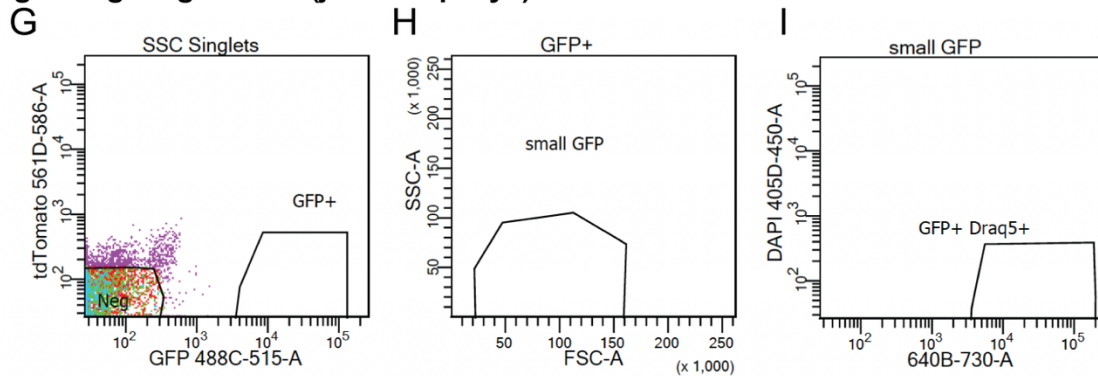 G
SSC Singlets
tdTomato 561D-586-A
10^5
10^4
10^3
10^2
GFP+
Neg
10^2 10^3 10^4 10^5
GFP 488C-515-A
H
GFP+
SSC-A
(x 1,000)
250
200
150
100
50
small GFP
50 100 150 200 250
FSC-A
(x 1,000)
I
small GFP
DAPI 405D-450-A
10^5
10^4
10^3
10^2
GFP+ Draq5+
10^2 10^3 10^4 10^5
640B-730-A